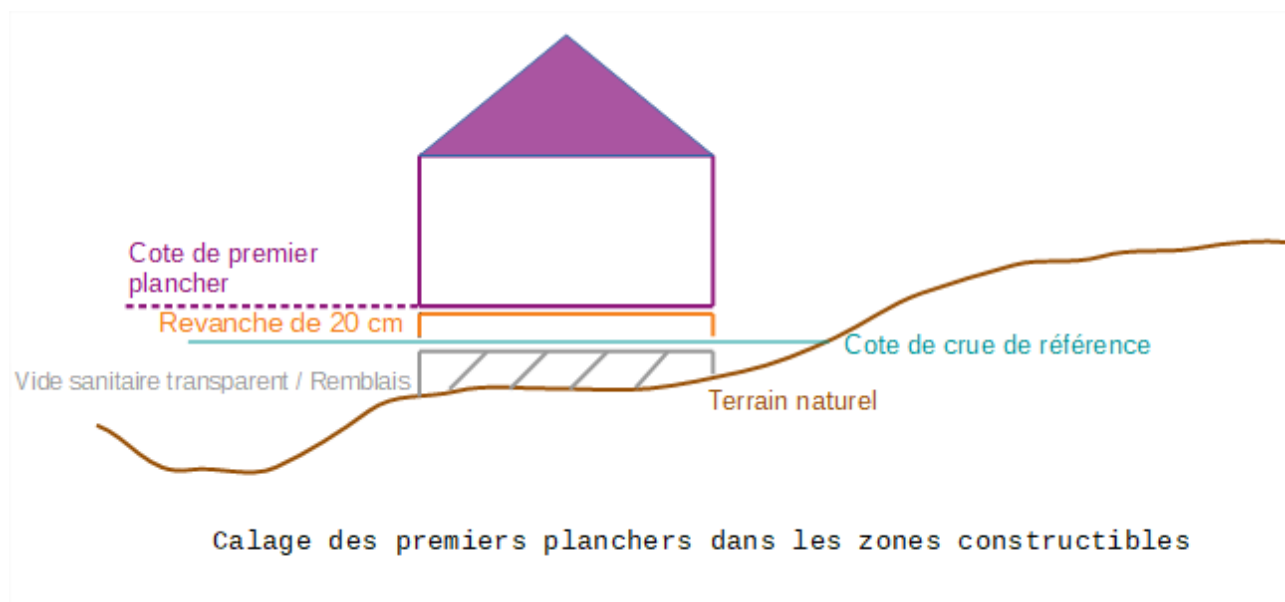 Cote de premier
plancher
Revanche de 20 cm
Cote de crue de référence
Vide sanitaire transparent / Remblais
Terrain naturel
Calage des premiers planchers dans les zones constructibles